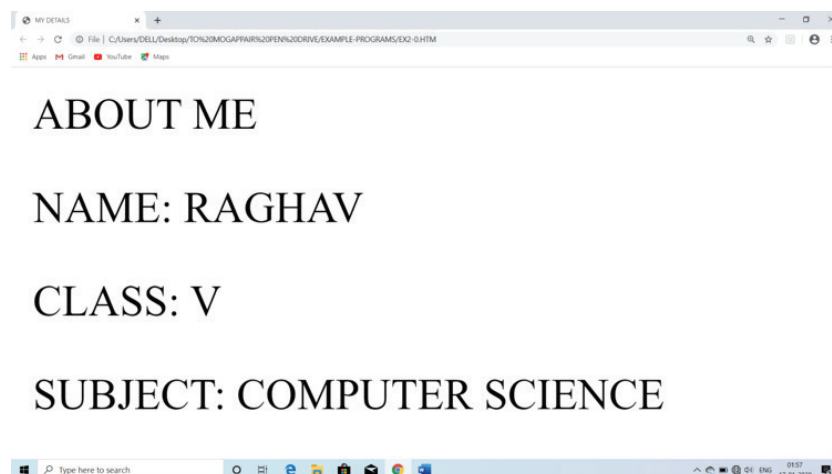 MY DETAILS
File | C:/Users/DELL/Desktop/TO%20MOGAPPAIR%20PEN%20DRIVE/EXAMPLE-PROGRAMS/EX2-0.HTM
Apps Gmail YouTube Maps
ABOUT ME
NAME: RAGHAV
CLASS: V
SUBJECT: COMPUTER SCIENCE
Type here to search
ENG
01:57